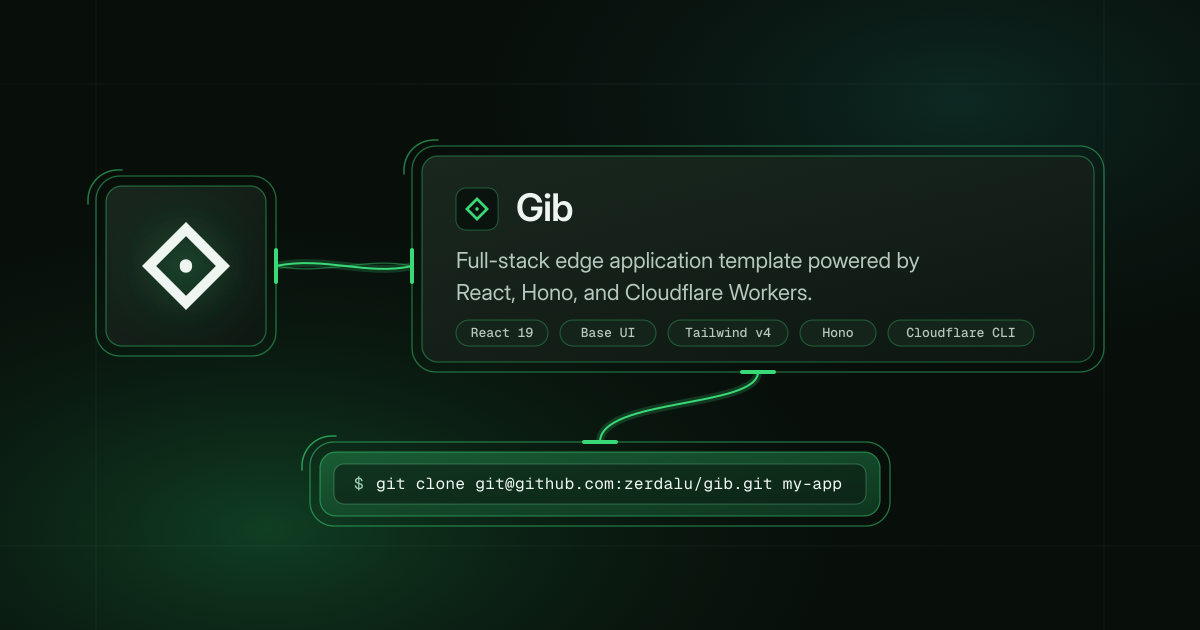 Gib
Full-stack edge application template powered by
React, Hono, and Cloudflare Workers.
React 19 Base UI Tailwind v4 Hono Cloudflare CLI
$ git clone git@github.com:zerdalu/gib.git my-app